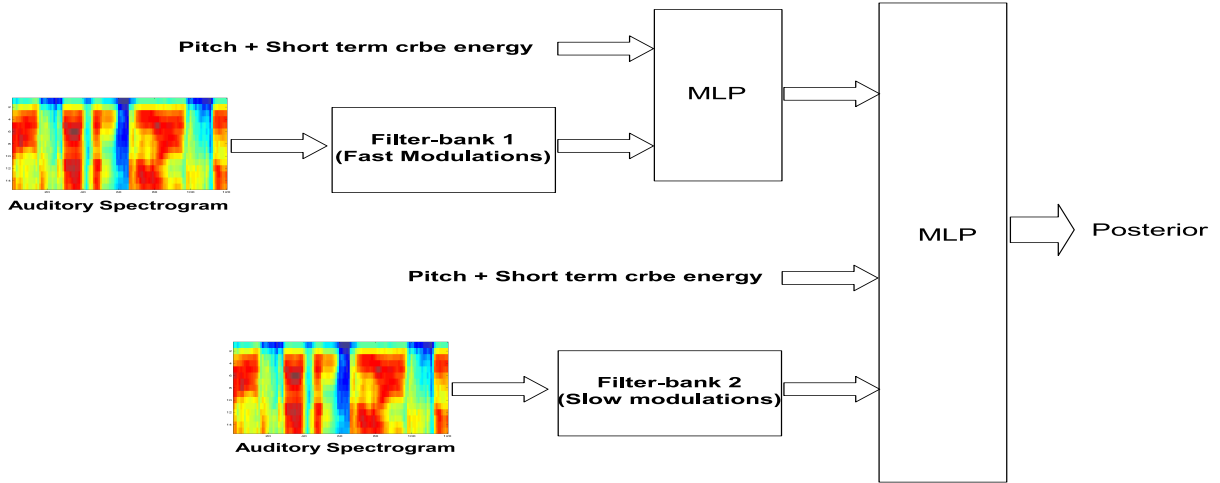 Pitch + Short term crbe energy
MLP
Filter-bank 1
(Fast Modulations)
Auditory Spectrogram
MLP
Posterior
Pitch + Short term crbe energy
Filter-bank 2
(Slow modulations)
Auditory Spectrogram